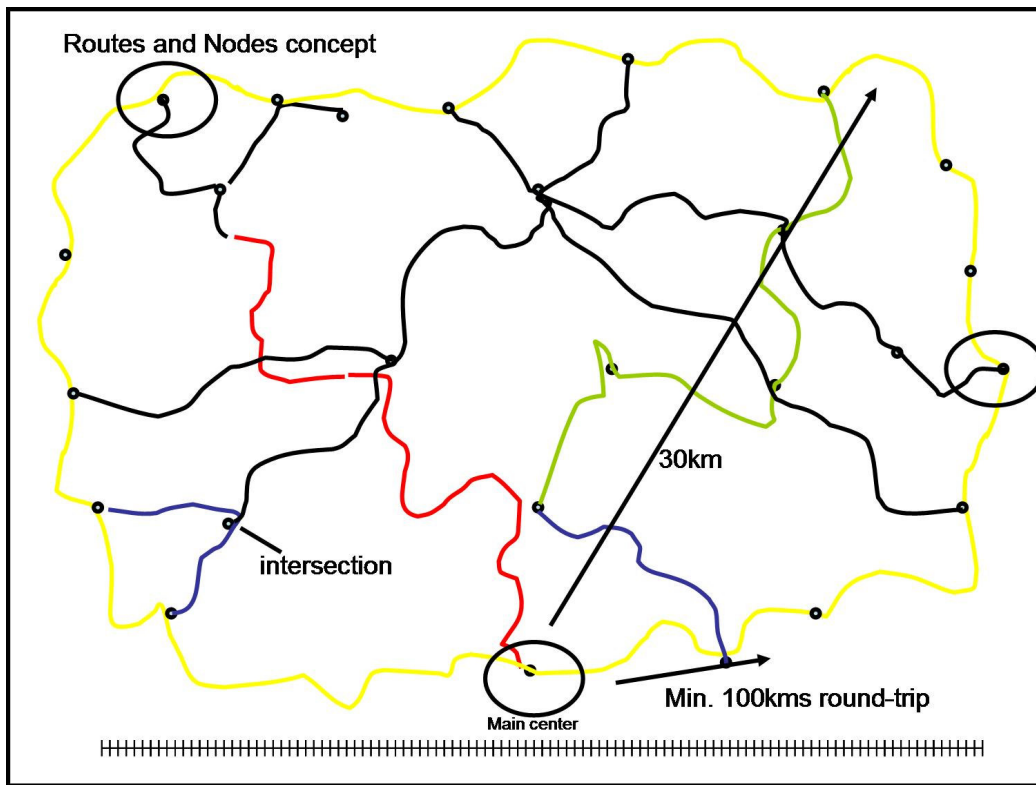 Routes and Nodes concept
30km
intersection
Min. 100kms round-trip
Main center